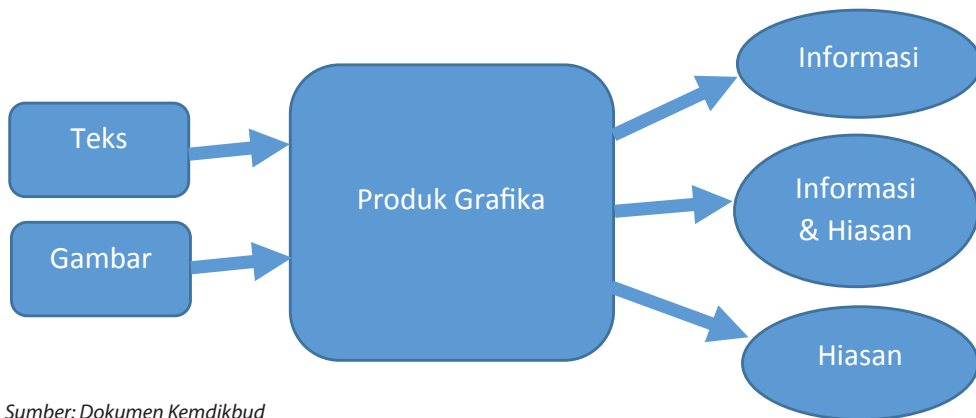 Teks
Gambar
Produk Grafika
Informasi
Informasi
& Hiasan
Hiasan
Sumber: Dokumen Kemdikbud